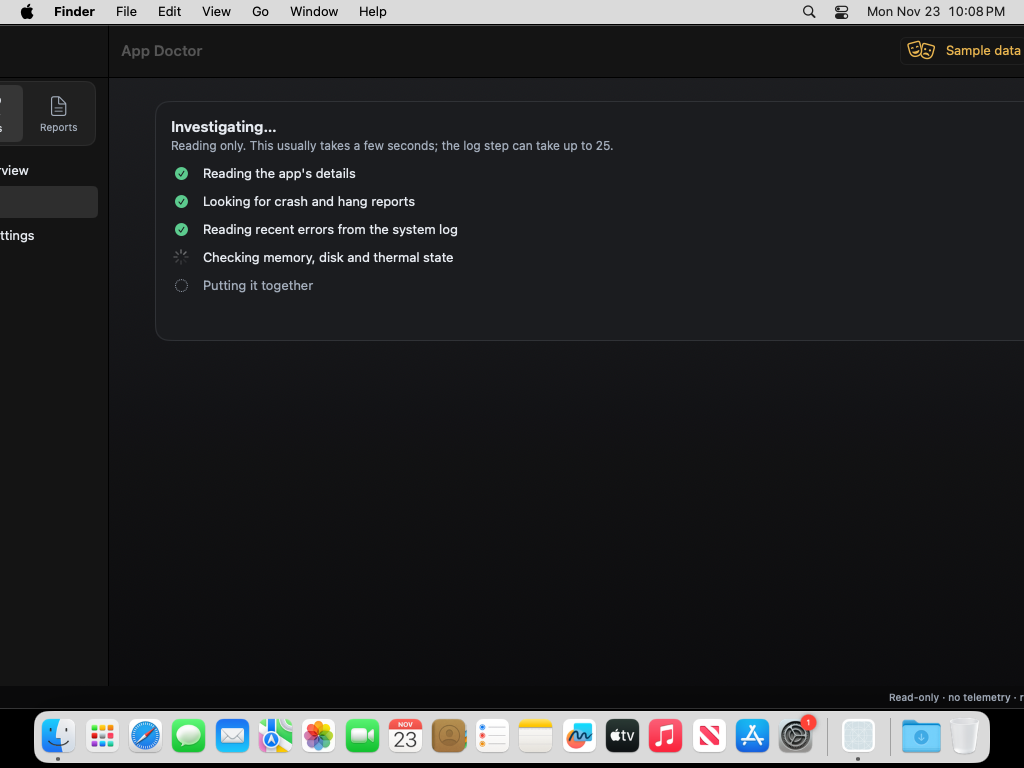 Finder File Edit View Go Window Help Mon Nov 23 10:08 PM
App Doctor
Sample data
Reports
rview
ttings
Investigating...
Reading only. This usually takes a few seconds; the log step can take up to 25.
Reading the app's details
Looking for crash and hang reports
Reading recent errors from the system log
Checking memory, disk and thermal state
Putting it together
Read-only · no telemetry · r
NOV
23
tv
1